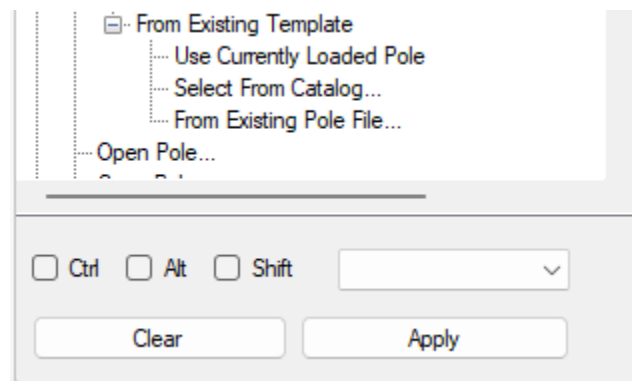 From Existing Template
Use Currently Loaded Pole
Select From Catalog...
From Existing Pole File...
Open Pole...
Ctrl Alt Shift
Clear Apply